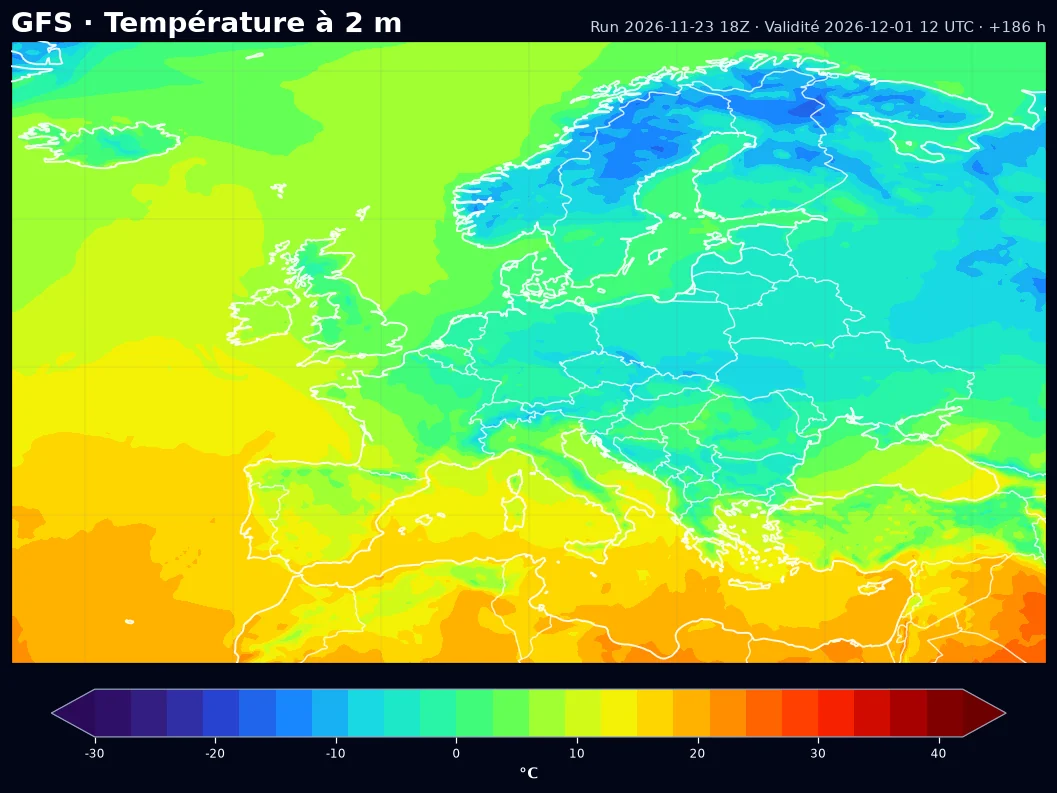 GFS · Température à 2 m
Run 2026-11-23 18Z · Validité 2026-12-01 12 UTC · +186 h
-30 -20 -10 0 10 20 30 40
°C